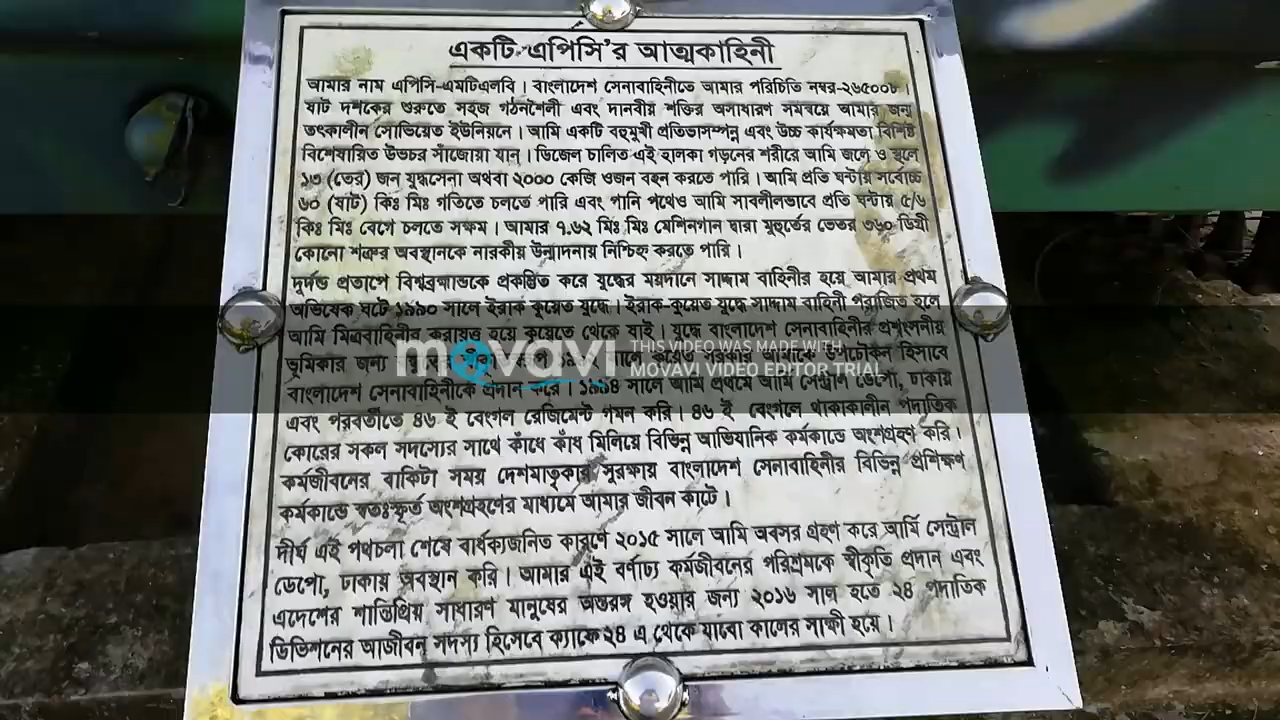 একটি এপিসি'র আত্মকাহিনী
আমার নাম এপিসি-এমটিএলবি। বাংলাদেশ সেনাবাহিনীতে আমার পরিচিতি নম্বর-২৬৫০০৮।
ষাট দশকের শুরুতে সহজ গঠনশৈলী এবং দানবীয় শক্তির অসাধারণ সমন্বয়ে আমার জন্ম
তৎকালীন সোভিয়েত ইউনিয়নে। আমি একটি বহুমুখী প্রতিভাসম্পন্ন এবং উচ্চ কার্যক্ষমতা বিশিষ্ট
বিশেষায়িত উভচর সাঁজোয়া যান। ডিজেল চালিত এই হালকা গড়নের শরীরে আমি জলে ও স্থলে
১৩ (তের) জন যুদ্ধসেনা অথবা ২০০০ কেজি ওজন বহন করতে পারি। আমি প্রতি ঘন্টায় সর্বোচ্চ
৬০ (ষাট) কিঃ মিঃ গতিতে চলতে পারি এবং পানি পথেও আমি সাবলীলভাবে প্রতি ঘন্টায় ৫/৬
কিঃ মিঃ বেগে চলতে সক্ষম। আমার ৭.৬২ মিঃ মিঃ মেশিনগান দ্বারা মুহুর্তের ভেতর ৩৬০ ডিগ্রী
কোনো শত্রুর অবস্থানকে নারকীয় উন্মাদনায় নিশ্চিহ্ন করতে পারি।
দূর্দন্ড প্রতাপে বিশ্বব্রহ্মান্ডকে প্রকম্পিত করে যুদ্ধের ময়দানে সাদ্দাম বাহিনীর হয়ে আমার প্রথম
অভিষেক ঘটে ১৯৯০ সালে ইরাক কুয়েত যুদ্ধে। ইরাক-কুয়েত যুদ্ধে সাদ্দাম বাহিনী পরাজিত হলে
আমি মিত্রবাহিনীর করায়ত্ত হয়ে কুয়েতে থেকে যাই। যুদ্ধে বাংলাদেশ সেনাবাহিনীর প্রশংসনীয়
ভূমিকার জন্য সালে কুয়েত সরকার আমাকে উপঢৌকন হিসাবে
movavi THIS VIDEO WAS MADE WITH
MOVAVI VIDEO EDITOR TRIAL
বাংলাদেশ সেনাবাহিনীকে প্রদান করে। ১৯৯৪ সালে আমি প্রথমে আর্মি সেন্ট্রাল ডেপো, ঢাকায়
এবং পরবর্তীতে ৪৬ ই বেংগল রেজিমেন্ট গমন করি। ৪৬ ই বেংগলে থাকাকালীন পদাতিক
কোরের সকল সদস্যের সাথে কাঁধে কাঁধ মিলিয়ে বিভিন্ন আভিযানিক কর্মকান্ডে অংশগ্রহণ করি।
কর্মজীবনের বাকিটা সময় দেশমাতৃকার সুরক্ষায় বাংলাদেশ সেনাবাহিনীর বিভিন্ন প্রশিক্ষণ
কর্মকান্ডে স্বতঃস্ফূর্ত অংশগ্রহণের মাধ্যমে আমার জীবন কাটে।
দীর্ঘ এই পথচলা শেষে বার্ধক্যজনিত কারণে ২০১৫ সালে আমি অবসর গ্রহণ করে আর্মি সেন্ট্রাল
ডেপো, ঢাকায় অবস্থান করি। আমার এই বর্ণাঢ্য কর্মজীবনের পরিশ্রমকে স্বীকৃতি প্রদান এবং
এদেশের শান্তিপ্রিয় সাধারণ মানুষের অন্তরঙ্গ হওয়ার জন্য ২০১৬ সাল হতে ২৪ পদাতিক
ডিভিশনের আজীবন সদস্য হিসেবে ক্যাফে ২৪ এ থেকে যাবো কালের সাক্ষী হয়ে।